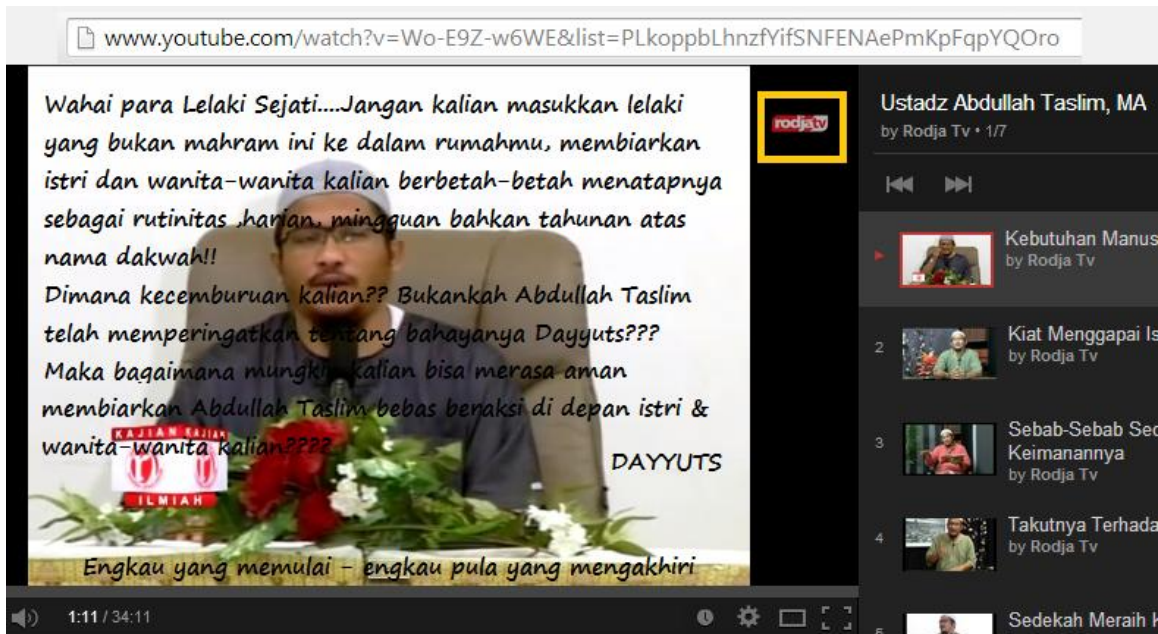 www.youtube.com/watch?v=Wo-E9Z-w6WE&list=PLkoppbLhnzfYifSNFENAePmKpFqpYQOro
Wahai para Lelaki Sejati....Jangan kalian masukkan lelaki
yang bukan mahram ini ke dalam rumahmu, membiarkan
istri dan wanita-wanita kalian berbetah-betah menatapnya
sebagai rutinitas ,harian, mingguan bahkan tahunan atas
nama dakwah!!
Dimana kecemburuan kalian?? Bukankah Abdullah Taslim
telah memperingatkan tentang bahayanya Dayyuts???
Maka bagaimana mungkin kalian bisa merasa aman
membiarkan Abdullah Taslim bebas beraksi di depan istri &
wanita-wanita kalian????
DAYYUTS
KAJIAN KAJIAN
ILMIAH
Engkau yang memulai - engkau pula yang mengakhiri
rodjatv
1:11 / 34:11
Ustadz Abdullah Taslim, MA
by Rodja Tv • 1/7
Kebutuhan Manus
by Rodja Tv
2
Kiat Menggapai Is
by Rodja Tv
3
Sebab-Sebab Sed
Keimanannya
by Rodja Tv
4
Takutnya Terhada
by Rodja Tv
5
Sedekah Meraih K